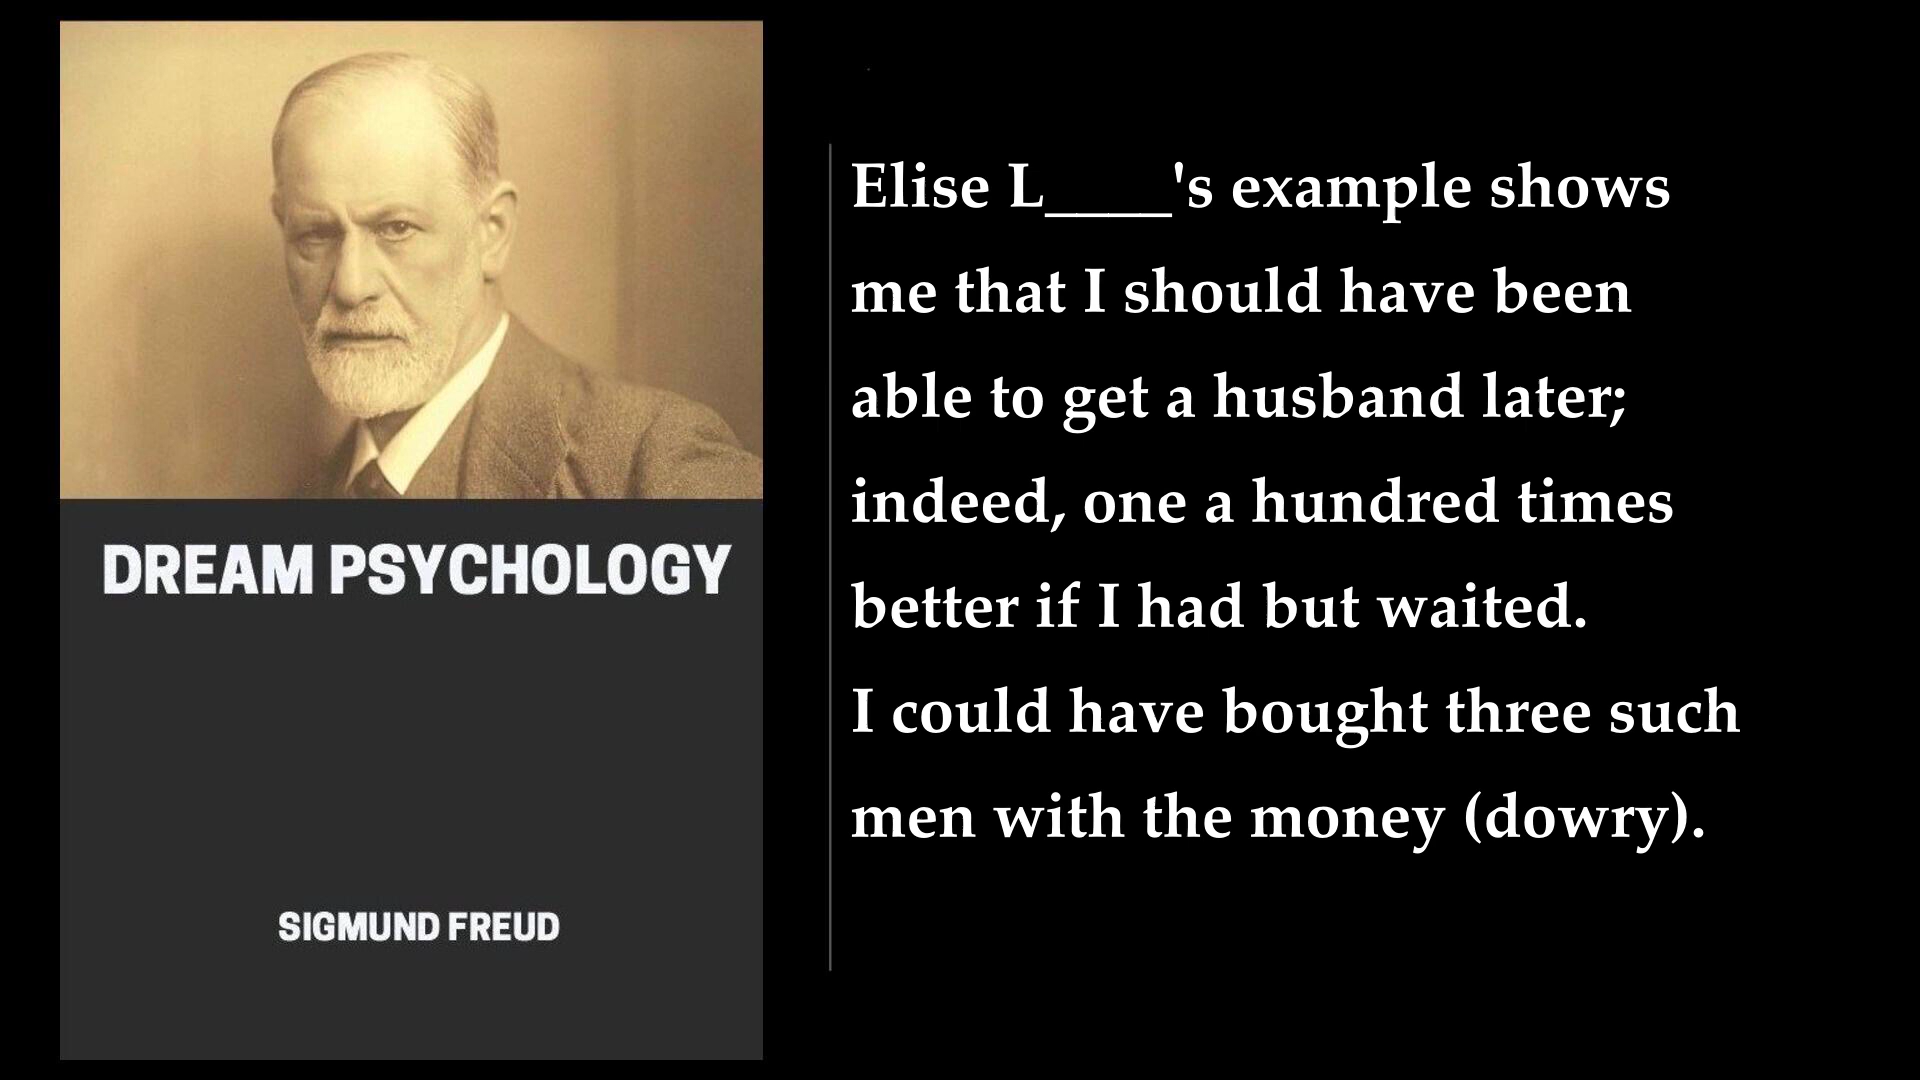 DREAM PSYCHOLOGY
SIGMUND FREUD
Elise L____'s example shows
me that I should have been
able to get a husband later;
indeed, one a hundred times
better if I had but waited.
I could have bought three such
men with the money (dowry).